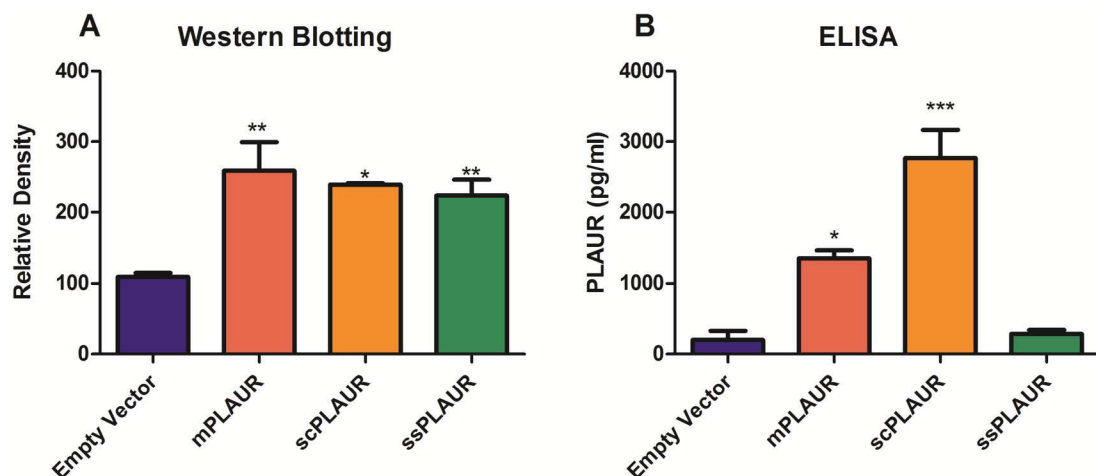 A
Western Blotting
400
300
200
100
0
Relative Density
**
*
**
Empty Vector
mPLAUR
scPLAUR
ssPLAUR
B
ELISA
4000
3000
2000
1000
0
PLAUR (pg/ml)
*
***
Empty Vector
mPLAUR
scPLAUR
ssPLAUR